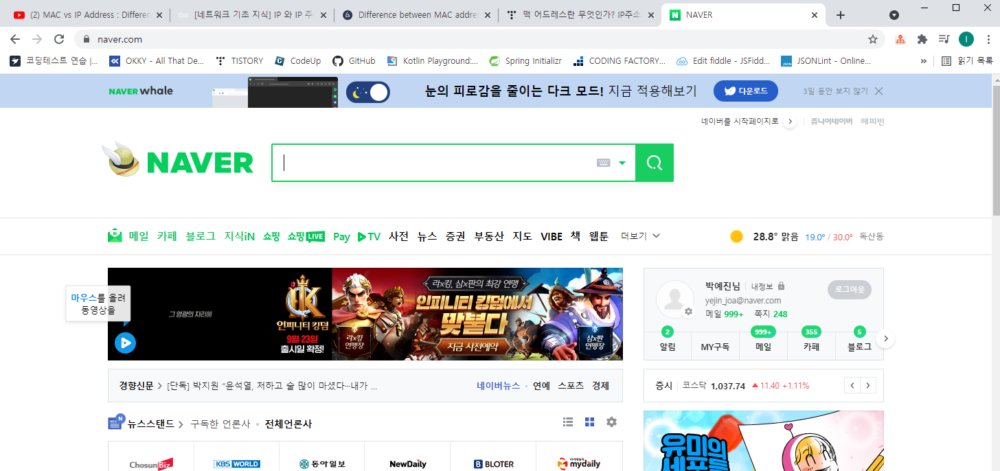 (2) MAC vs IP Address : Differen
[네트워크 기초 지식] IP 와 IP 주
Difference between MAC addre
맥 어드레스란 무엇인가? IP주소
NAVER
naver.com
코딩테스트 연습 |...
OKKY - All That De...
TISTORY
CodeUp
GitHub
Kotlin Playground:...
Spring Initializr
CODING FACTORY...
Edit fiddle - JSFidd...
JSONLint - Online...
읽기 목록
NAVER whale
눈의 피로감을 줄이는 다크 모드! 지금 적용해보기
다운로드
3일 동안 보지 않기
네이버를 시작페이지로
쥬니어네이버 해피빈
NAVER
메일 카페 블로그 지식iN 쇼핑 쇼핑LIVE Pay TV 사전 뉴스 증권 부동산 지도 VIBE 책 웹툰 더보기
28.8° 맑음 19.0° / 30.0° 독산동
마우스를 올려
동영상을
그 영광의 자리에
인피니티 킹덤
9월 23일
출시일 확정!
라x킹, 삼x판의 최강 연맹
인피니티 킹덤에서
맞붙다
지금 사전예약
라x킹
연맹장
삼x판
연맹장
박예진님 내정보
로그아웃
yejin_joa@naver.com
메일 999+ 쪽지 248
2 999+ 355 5
알림 MY구독 메일 카페 블로그
경향신문 > [단독] 박지원 "윤석열, 저하고 술 많이 마셨다…내가 ...
네이버뉴스 연예 스포츠 경제
증시 코스닥 1,037.74 ▲ 11.40 +1.11%
뉴스스탠드 > 구독한 언론사 전체언론사
ChosunBiz
KBS WORLD
동아일보
NewDaily
BLOTER
마이데일리
mydaily
유미의
세포들